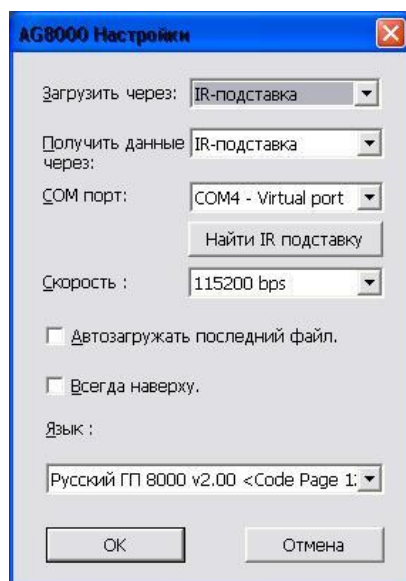 AG8000 Настройки
Загрузить через: IR-подставка
Получить данные через: IR-подставка
COM порт: COM4 - Virtual port
Найти IR подставку
Скорость : 115200 bps
Автозагружать последний файл.
Всегда наверху.
Язык :
Русский ГП 8000 v2.00 <Code Page 1
OK Отмена